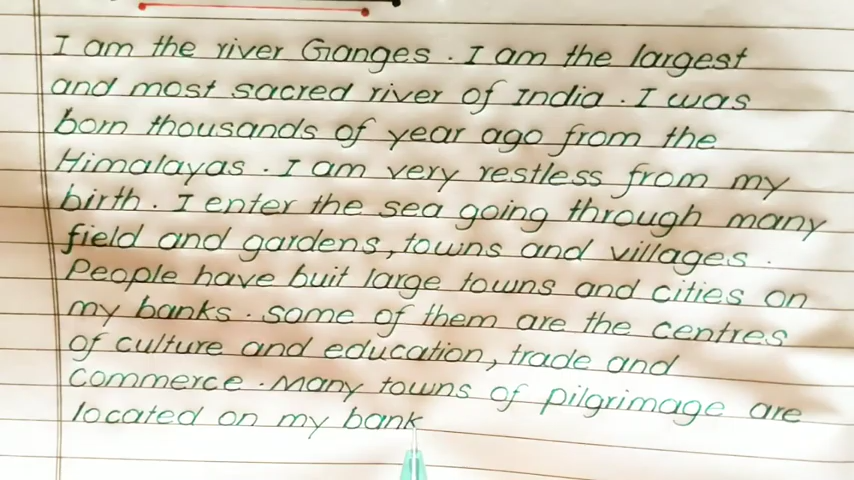 I am the river Ganges. I am the largest
and most sacred river of India. I was
born thousands of year ago from the
Himalayas. I am very restless from my
birth. I enter the sea going through many
field and gardens, towns and villages.
People have buit large towns and cities on
my banks. some of them are the centres
of culture and education, trade and
commerce. Many towns of pilgrimage are
located on my bank